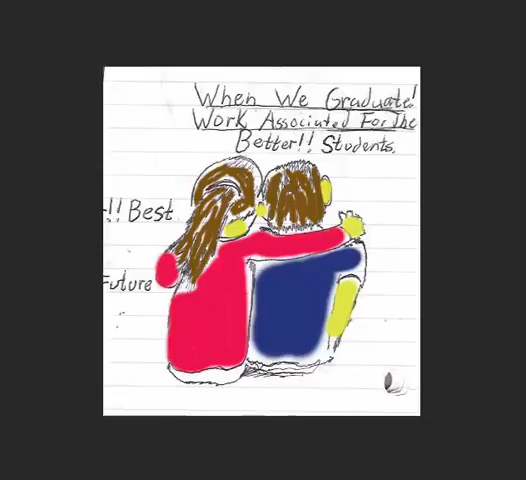 When We Graduate!
Work Associated For The
Better!! Students.
!! Best
Future